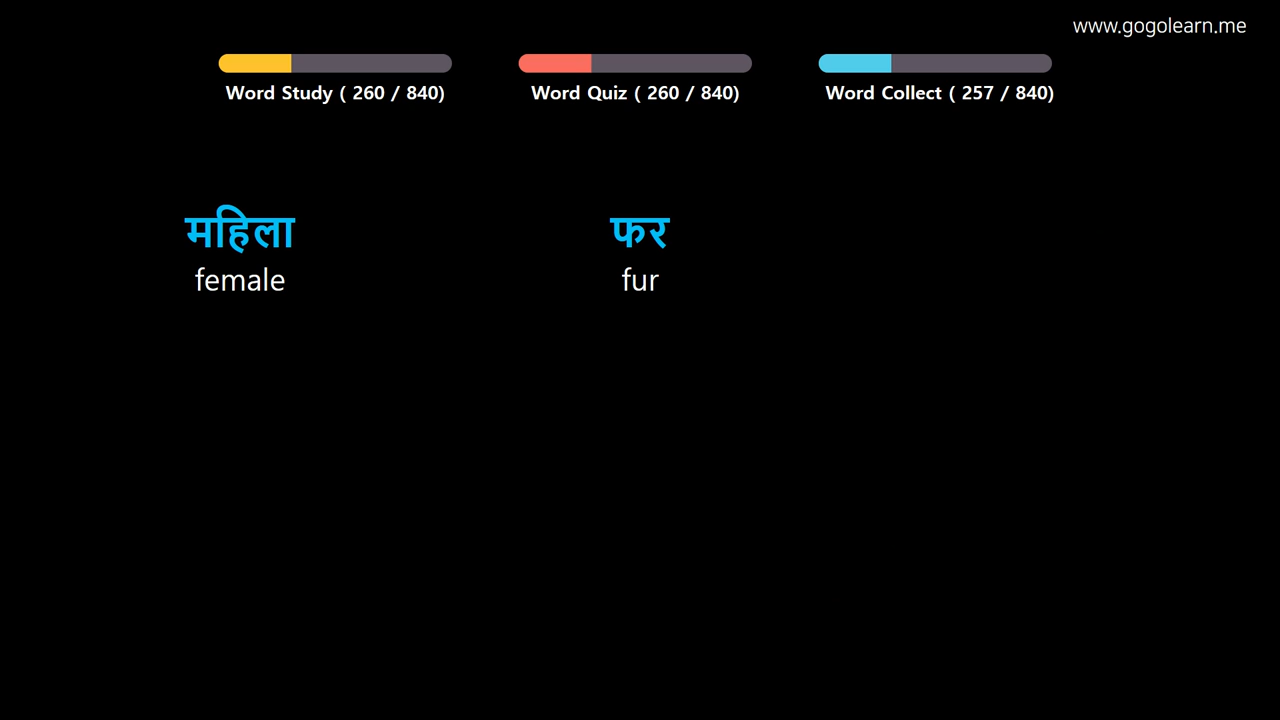 www.gogolearn.me
Word Study ( 260 / 840)
Word Quiz ( 260 / 840)
Word Collect ( 257 / 840)
महिला
female
फर
fur